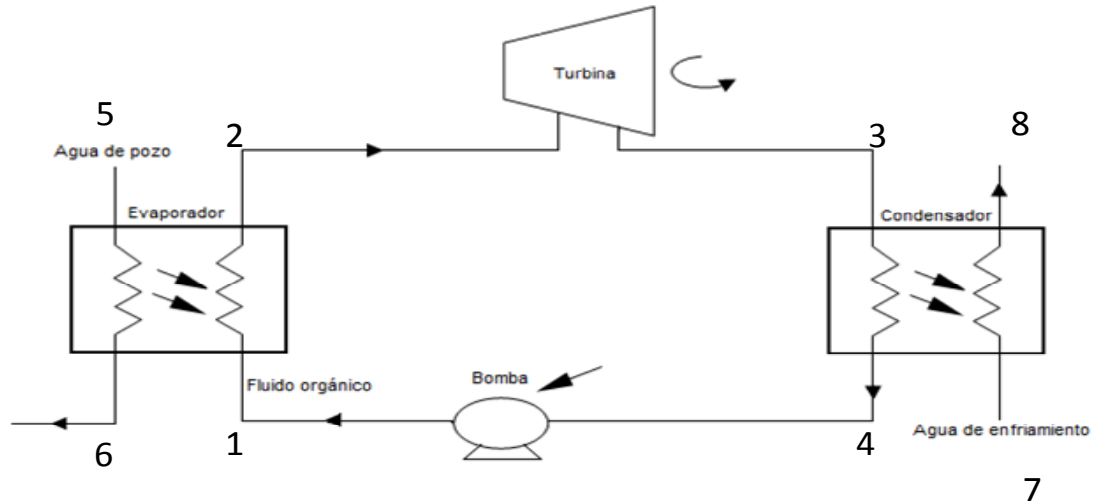 Turbina
5
2
3
8
Agua de pozo
Evaporador
Condensador
Fluido orgánico
Bomba
Agua de enfriamiento
6
1
4
7